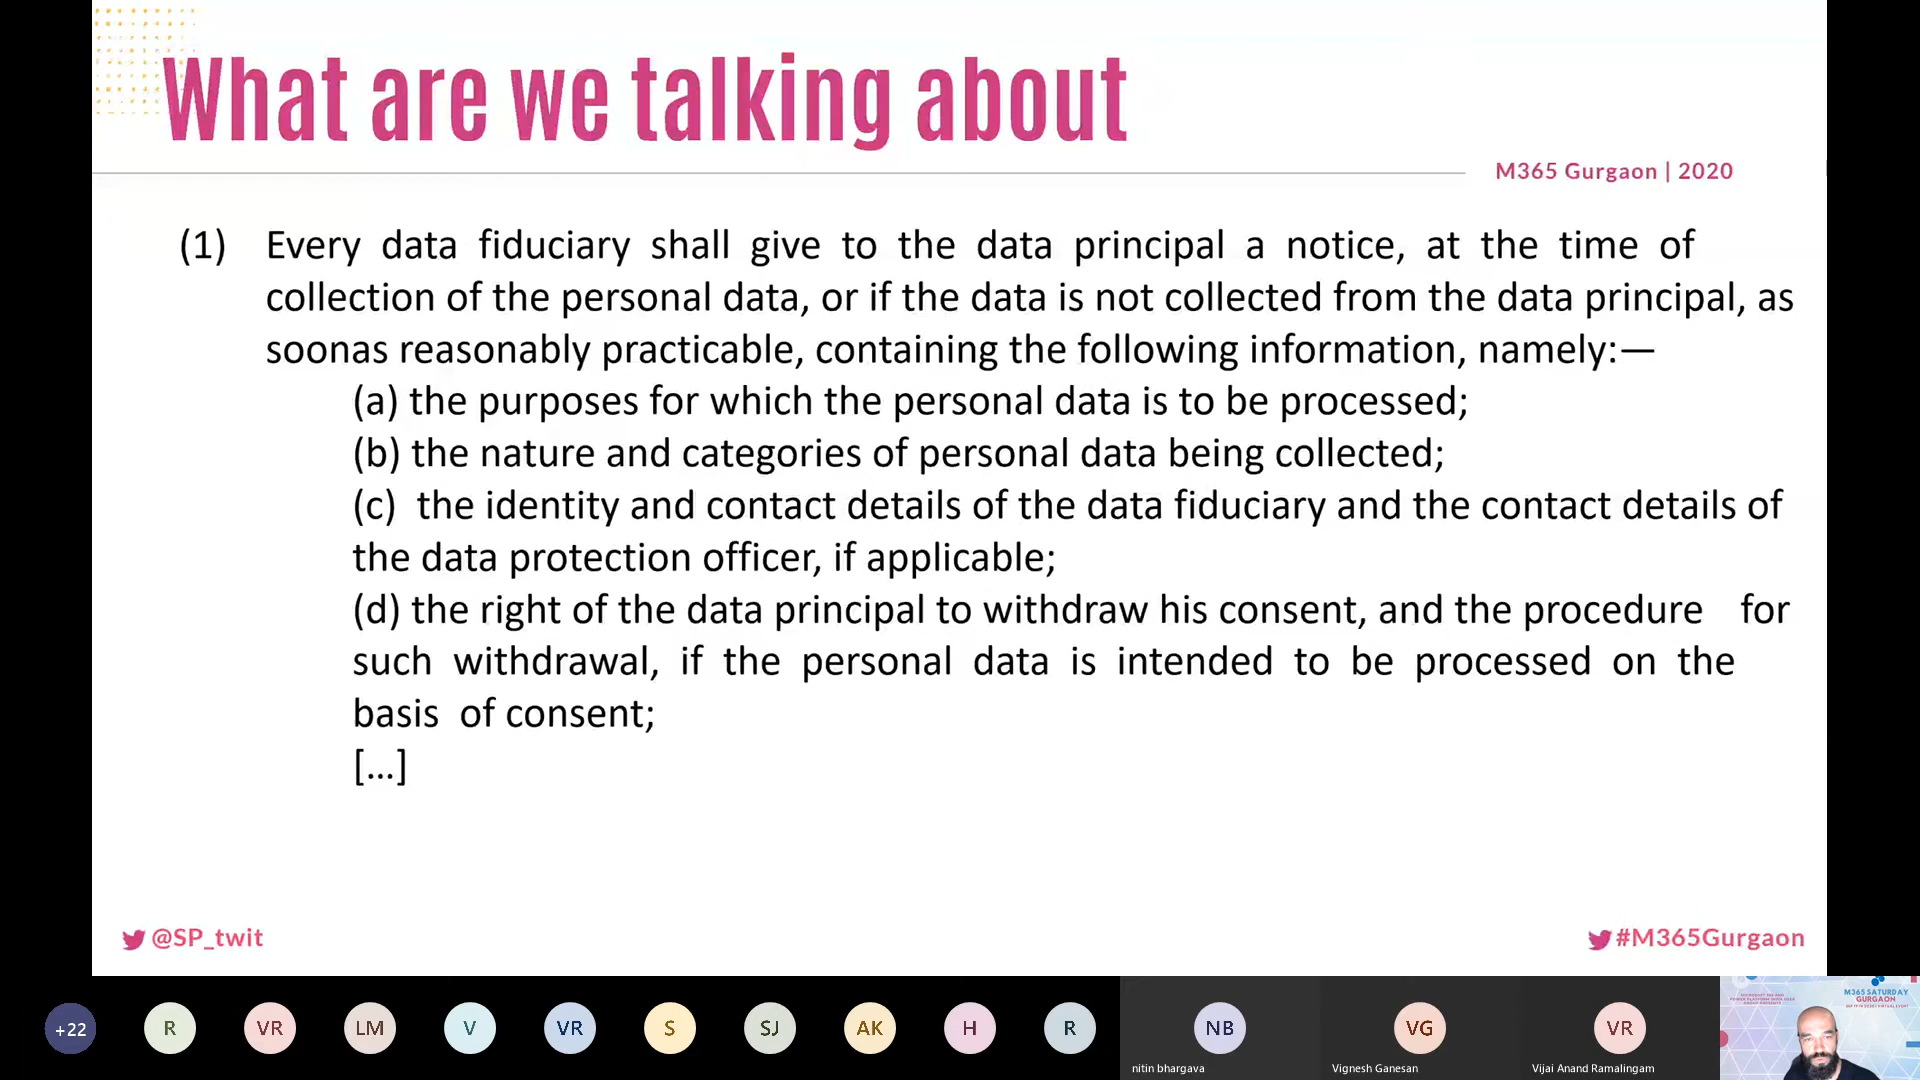 What are we talking about
M365 Gurgaon | 2020
(1) Every data fiduciary shall give to the data principal a notice, at the time of
collection of the personal data, or if the data is not collected from the data principal, as
soonas reasonably practicable, containing the following information, namely:—
(a) the purposes for which the personal data is to be processed;
(b) the nature and categories of personal data being collected;
(c) the identity and contact details of the data fiduciary and the contact details of
the data protection officer, if applicable;
(d) the right of the data principal to withdraw his consent, and the procedure for
such withdrawal, if the personal data is intended to be processed on the
basis of consent;
[...]
@SP_twit
#M365Gurgaon
+22
R
VR
LM
V
VR
S
SJ
AK
H
R
NB
nitin bhargava
VG
Vignesh Ganesan
VR
Vijai Anand Ramalingam
M365 SATURDAY
GURGAON